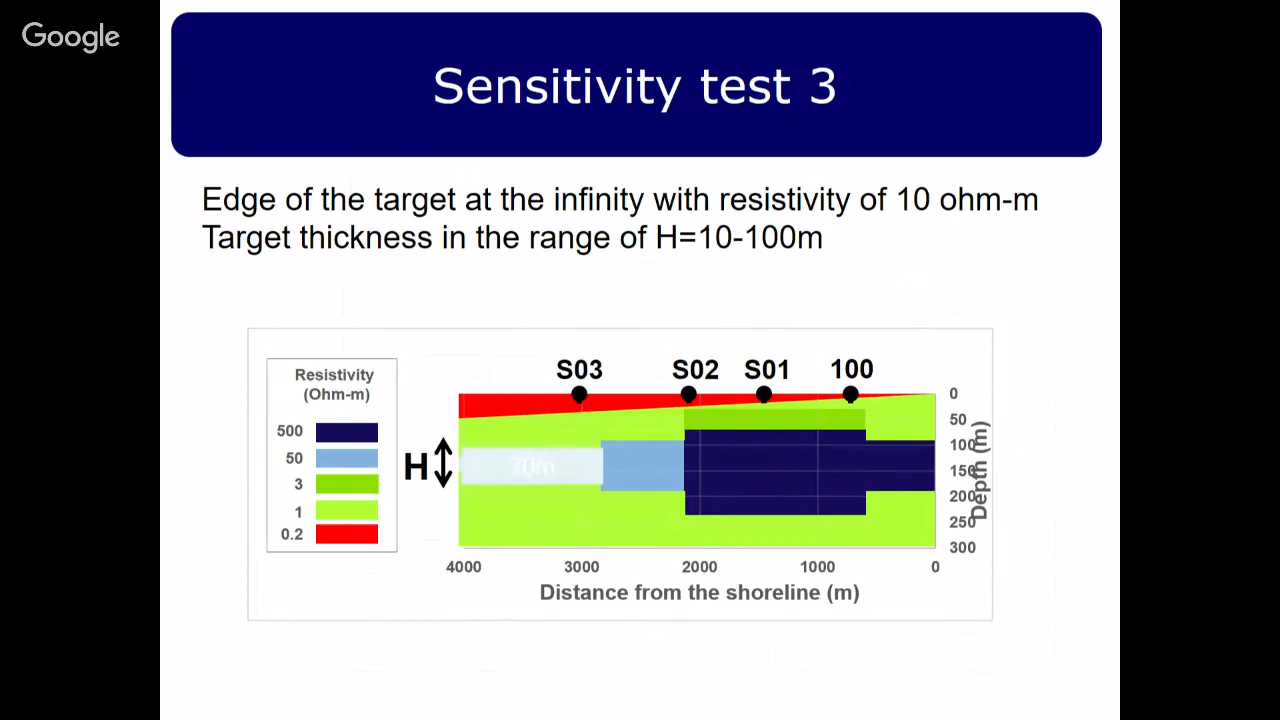 Google
Sensitivity test 3
Edge of the target at the infinity with resistivity of 10 ohm-m
Target thickness in the range of H=10-100m
Resistivity
(Ohm-m)
500
50
3
1
0.2
S03 S02 S01 100
H
70m
0
50
100
150
200
250
300
Depth (m)
4000 3000 2000 1000 0
Distance from the shoreline (m)